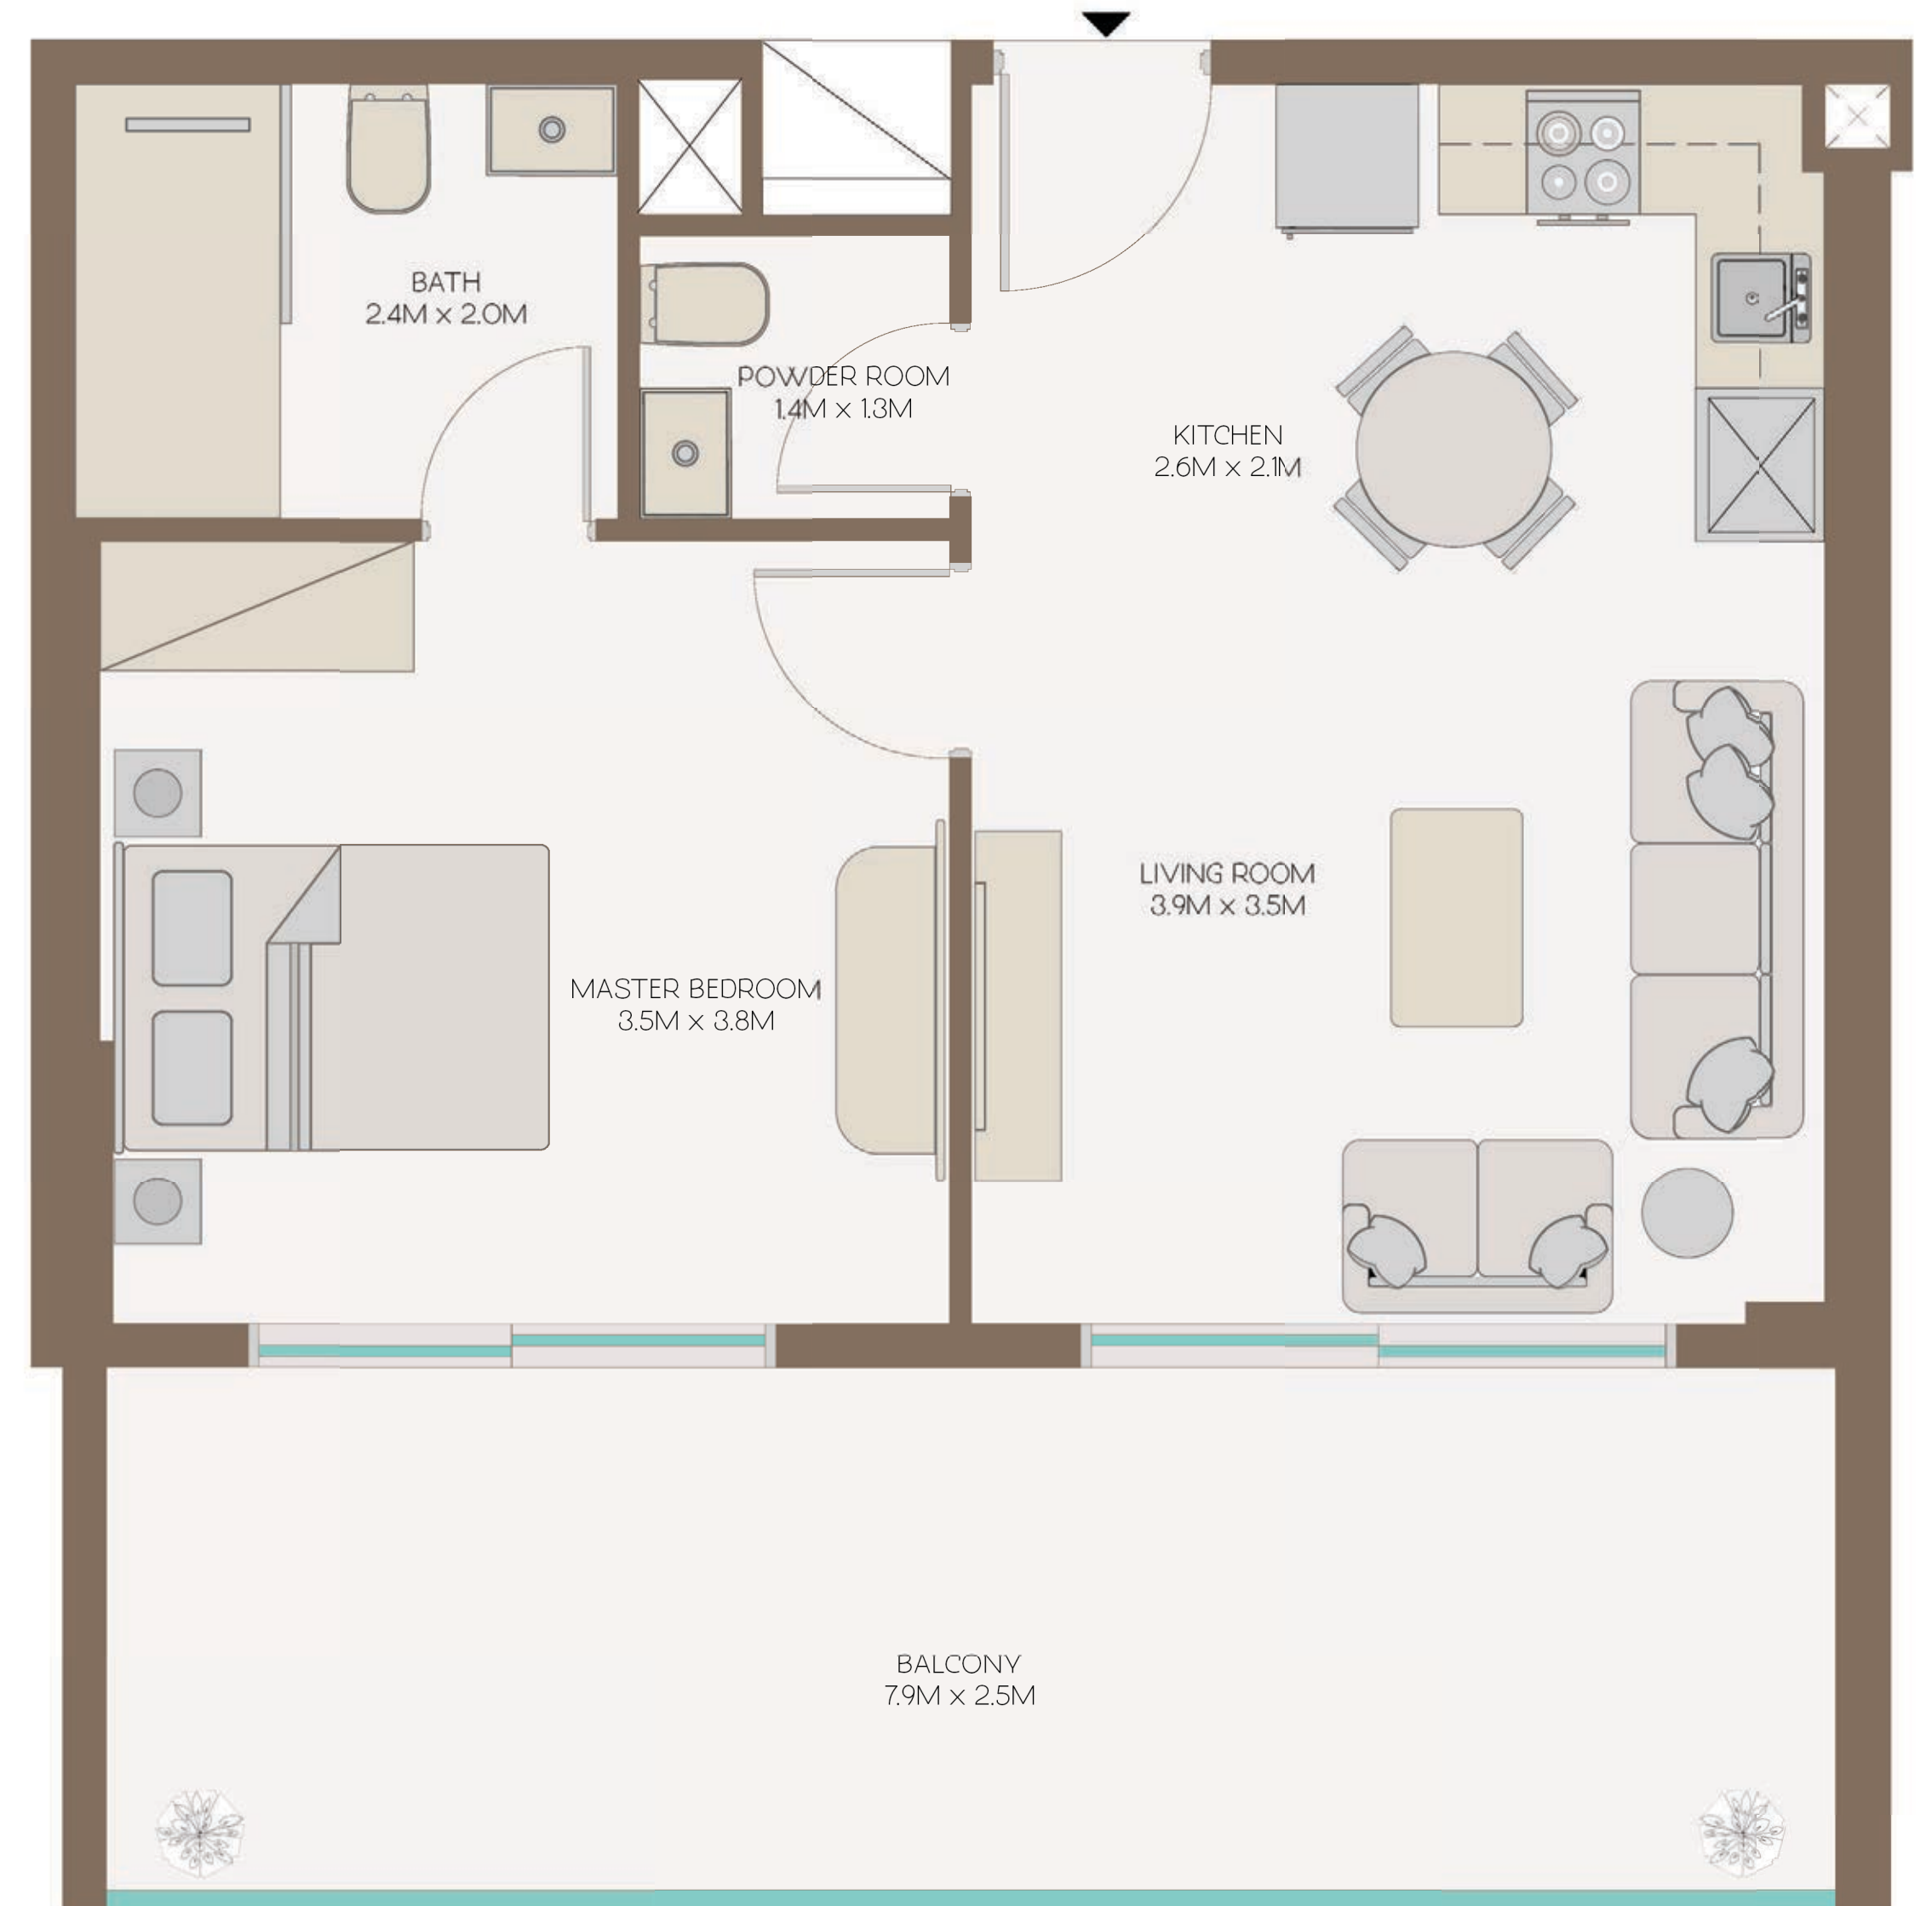 BATH
2.4M x 2.0M
POWDER ROOM
1.4M x 1.3M
KITCHEN
2.6M x 2.1M
LIVING ROOM
3.9M x 3.5M
MASTER BEDROOM
3.5M x 3.8M
BALCONY
7.9M x 2.5M